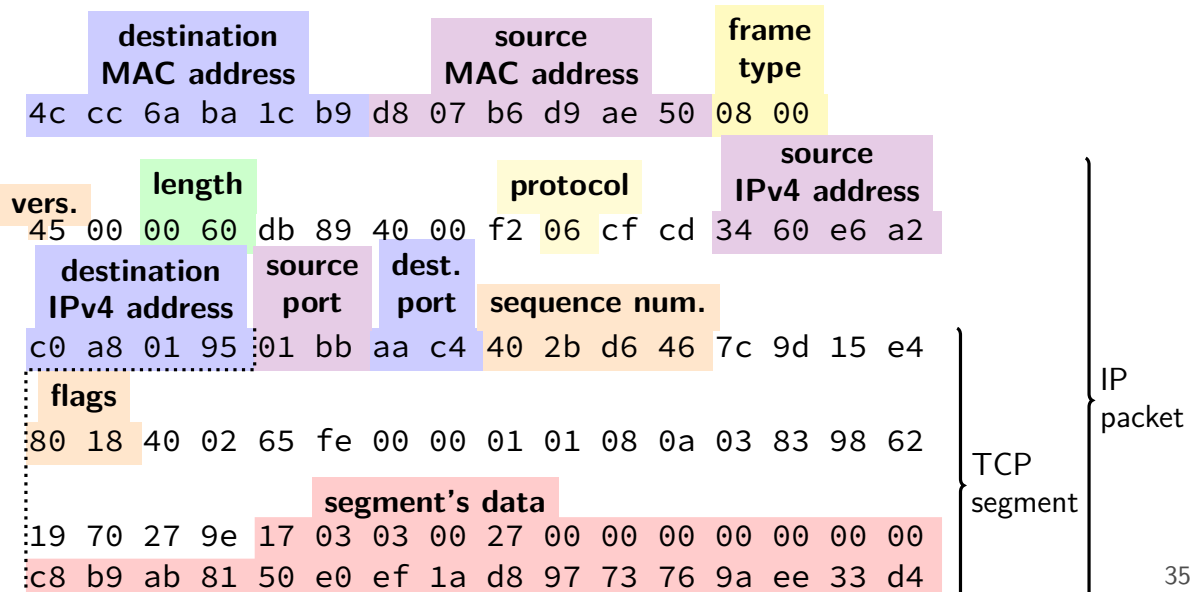 destination
MAC address
source
MAC address
frame
type
4c cc 6a ba 1c b9 d8 07 b6 d9 ae 50 08 00
vers.
length
protocol
source
IPv4 address
45 00 00 60 db 89 40 00 f2 06 cf cd 34 60 e6 a2
destination
IPv4 address
source
port
dest.
port
sequence num.
c0 a8 01 95 01 bb aa c4 40 2b d6 46 7c 9d 15 e4
flags
80 18 40 02 65 fe 00 00 01 01 08 0a 03 83 98 62
segment's data
19 70 27 9e 17 03 03 00 27 00 00 00 00 00 00 00
c8 b9 ab 81 50 e0 ef 1a d8 97 73 76 9a ee 33 d4
TCP
segment
IP
packet
35